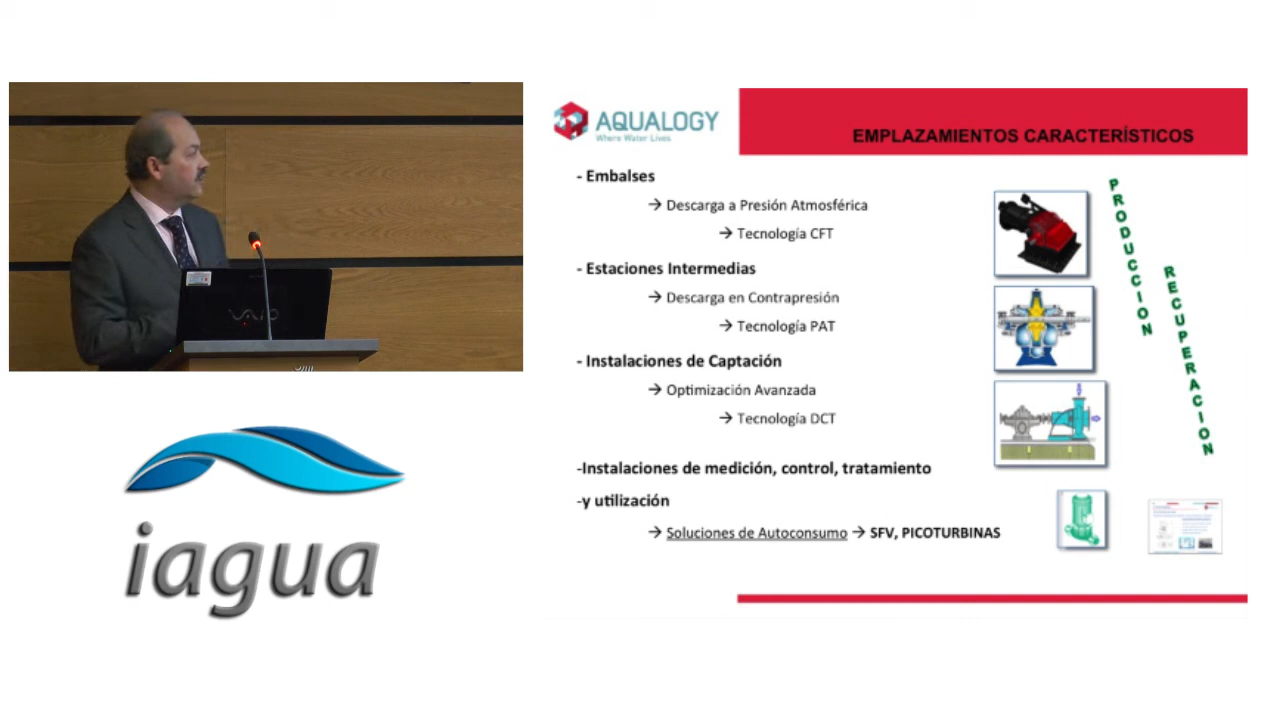 VAIO
iagua
AQUALOGY
Where Water Lives
EMPLAZAMIENTOS CARACTERÍSTICOS
- Embalses
→ Descarga a Presión Atmosférica
→ Tecnología CFT
- Estaciones Intermedias
→ Descarga en Contrapresión
→ Tecnología PAT
- Instalaciones de Captación
→ Optimización Avanzada
→ Tecnología DCT
-Instalaciones de medición, control, tratamiento
-y utilización
→ Soluciones de Autoconsumo → SFV, PICOTURBINAS
PRODUCCION
RECUPERACION